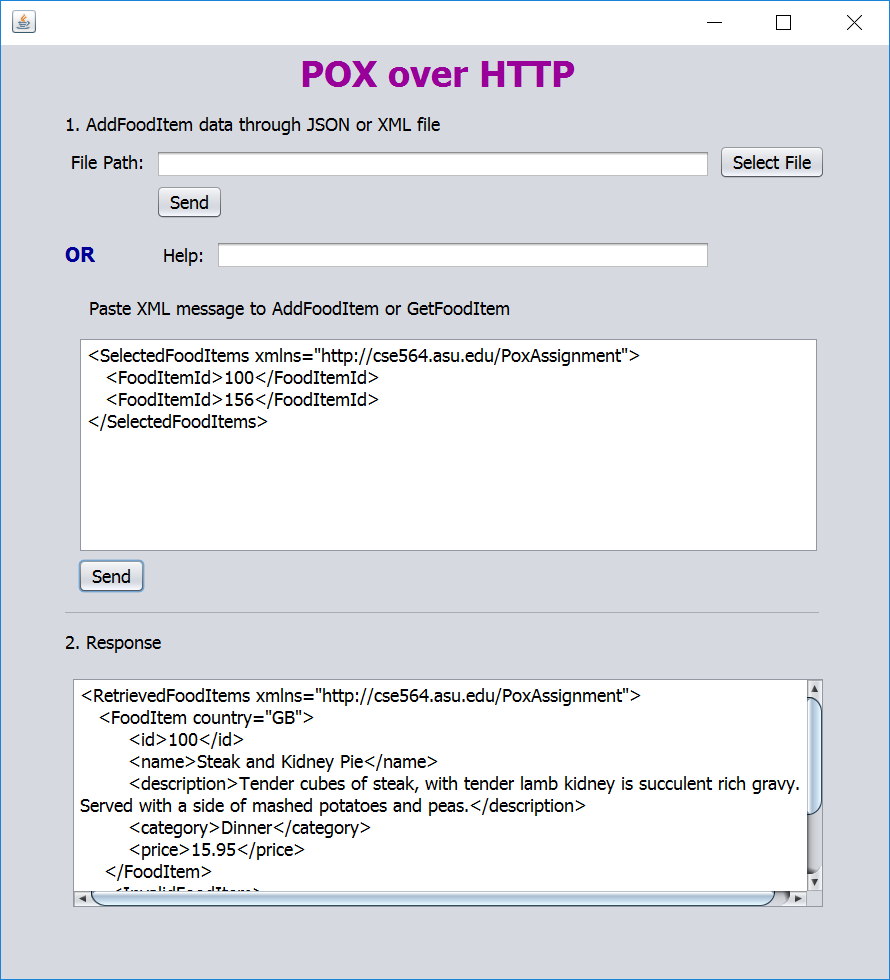 POX over HTTP
1. AddFoodItem data through JSON or XML file
File Path: Select File
Send
OR Help:
Paste XML message to AddFoodItem or GetFoodItem
<SelectedFoodItems xmlns="http://cse564.asu.edu/PoxAssignment">
<FoodItemId>100</FoodItemId>
<FoodItemId>156</FoodItemId>
</SelectedFoodItems>
Send
2. Response
<RetrievedFoodItems xmlns="http://cse564.asu.edu/PoxAssignment">
<FoodItem country="GB">
<id>100</id>
<name>Steak and Kidney Pie</name>
<description>Tender cubes of steak, with tender lamb kidney is succulent rich gravy.
Served with a side of mashed potatoes and peas.</description>
<category>Dinner</category>
<price>15.95</price>
</FoodItem>
<InvalidFoodItem>